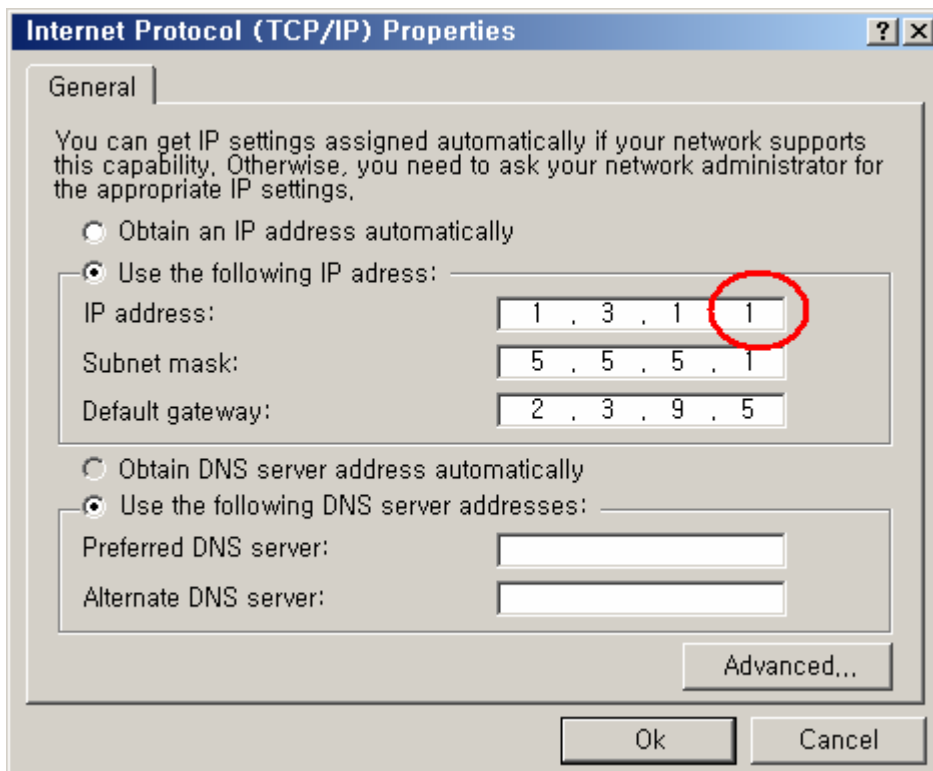 Internet Protocol (TCP/IP) Properties
General
You can get IP settings assigned automatically if your network supports
this capability, Otherwise, you need to ask your network administrator for
the appropriate IP settings,
Obtain an IP address automatically
Use the following IP adress:
IP address: 1 . 3 . 1 1
Subnet mask: 5 . 5 . 5 . 1
Default gateway: 2 . 3 . 9 . 5
Obtain DNS server address automatically
Use the following DNS server addresses:
Preferred DNS server:
Alternate DNS server:
Advanced,,,
Ok Cancel